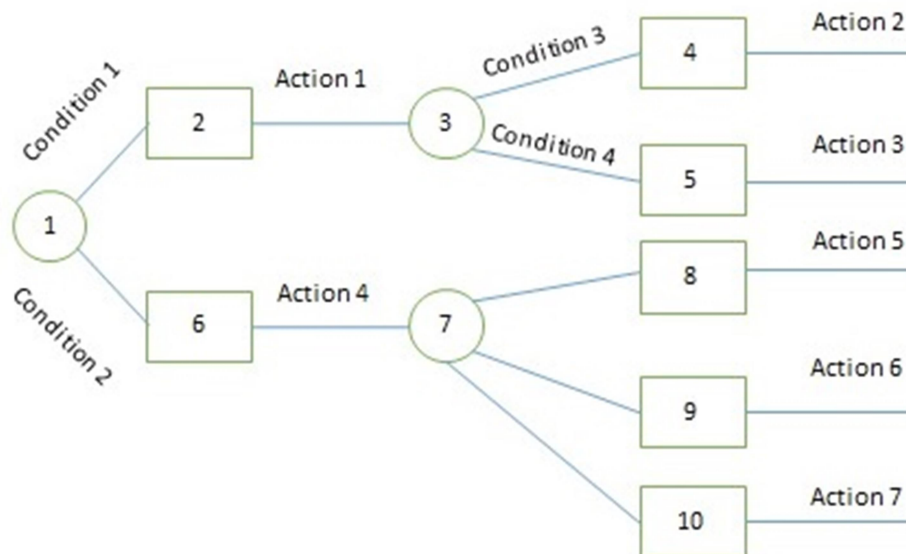 Condition 1
Condition 2
1
2
Action 1
3
Condition 3
Condition 4
4
Action 2
5
Action 3
6
Action 4
7
8
Action 5
9
Action 6
10
Action 7